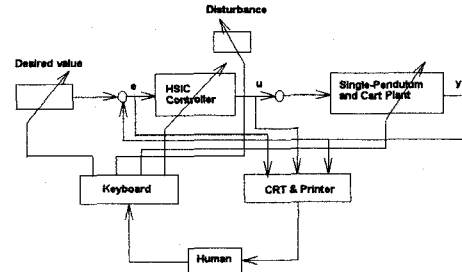 Disturbance
Desired value
e
HSIC
Controller
u
Single-Pendulum
and Cart Plant
y
Keyboard
CRT & Printer
Human